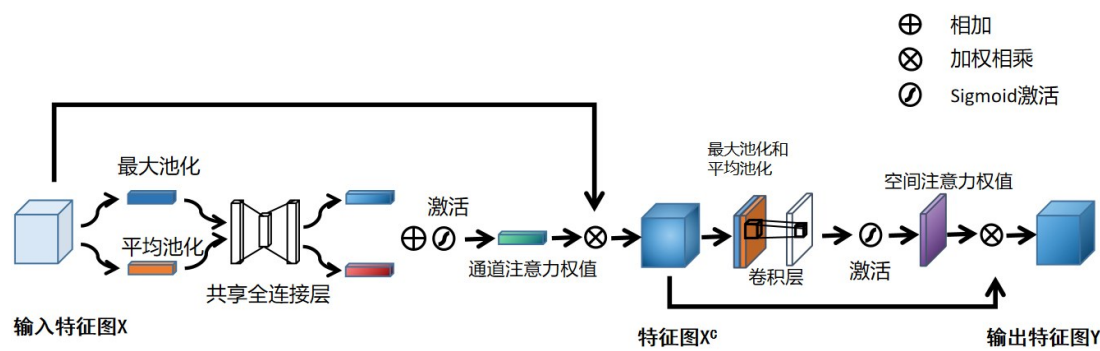 相加
加权相乘
Sigmoid激活
最大池化
平均池化
共享全连接层
激活
通道注意力权值
最大池化和
平均池化
卷积层
激活
空间注意力权值
输入特征图X
特征图Xᶜ
输出特征图Y